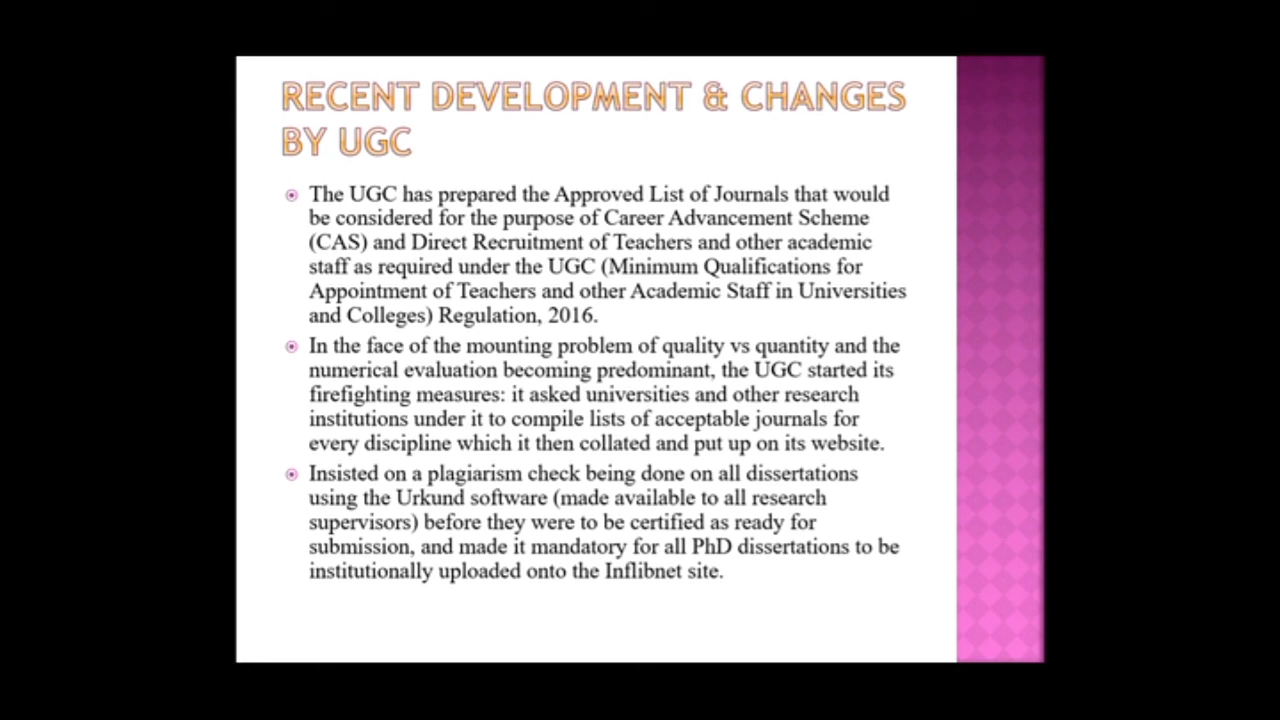 RECENT DEVELOPMENT & CHANGES
BY UGC
The UGC has prepared the Approved List of Journals that would
be considered for the purpose of Career Advancement Scheme
(CAS) and Direct Recruitment of Teachers and other academic
staff as required under the UGC (Minimum Qualifications for
Appointment of Teachers and other Academic Staff in Universities
and Colleges) Regulation, 2016.
In the face of the mounting problem of quality vs quantity and the
numerical evaluation becoming predominant, the UGC started its
firefighting measures: it asked universities and other research
institutions under it to compile lists of acceptable journals for
every discipline which it then collated and put up on its website.
Insisted on a plagiarism check being done on all dissertations
using the Urkund software (made available to all research
supervisors) before they were to be certified as ready for
submission, and made it mandatory for all PhD dissertations to be
institutionally uploaded onto the Inflibnet site.